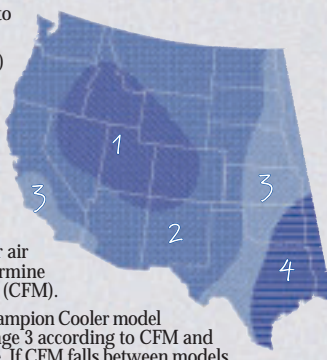 to
)
1
3
3
2
4
r air
rmine
(CFM).
ampion Cooler model
ge 3 according to CFM and
. If CFM falls between models